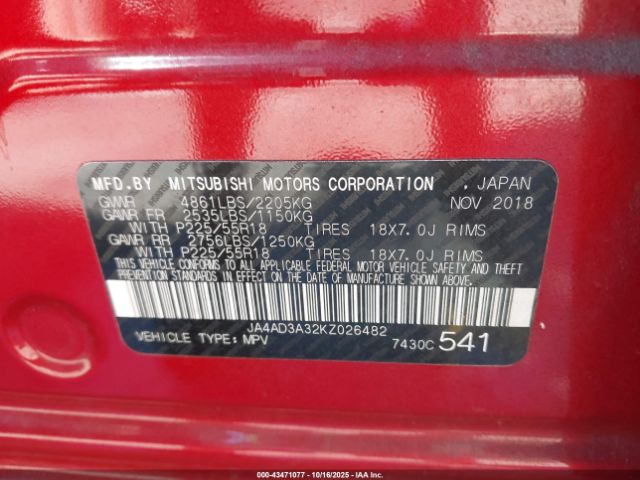 MFD.BY MITSUBISHI MOTORS CORPORATION , JAPAN
GVWR 4861LBS/2205KG NOV 2018
GAWR FR 2535LBS/1150KG
WITH P225/55R18 TIRES 18X7.0J RIMS
GAWR RR 2756LBS/1250KG
WITH P225/55R18 TIRES 18X7.0J RIMS
THIS VEHICLE CONFORMS TO ALL APPLICABLE FEDERAL MOTOR VEHICLE SAFETY AND THEFT
PREVENTION STANDARDS IN EFFECT ON THE DATE OF MANUFACTURE SHOWN ABOVE.
JA4AD3A32KZ026482
VEHICLE TYPE: MPV 7430C 541
000-43471077 - 10/16/2025 - IAAI.COM